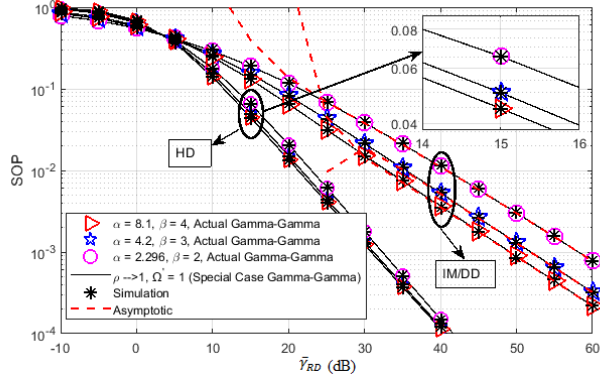 SOP
10^0
10^-1
10^-2
10^-3
10^-4
-10 0 10 20 30 40 50 60
γ̄_RD (dB)
0.08
0.06
0.04
14 15 16
HD
IM/DD
α = 8.1, β = 4, Actual Gamma-Gamma
α = 4.2, β = 3, Actual Gamma-Gamma
α = 2.296, β = 2, Actual Gamma-Gamma
ρ -->1, Ω' = 1 (Special Case Gamma-Gamma)
Simulation
Asymptotic